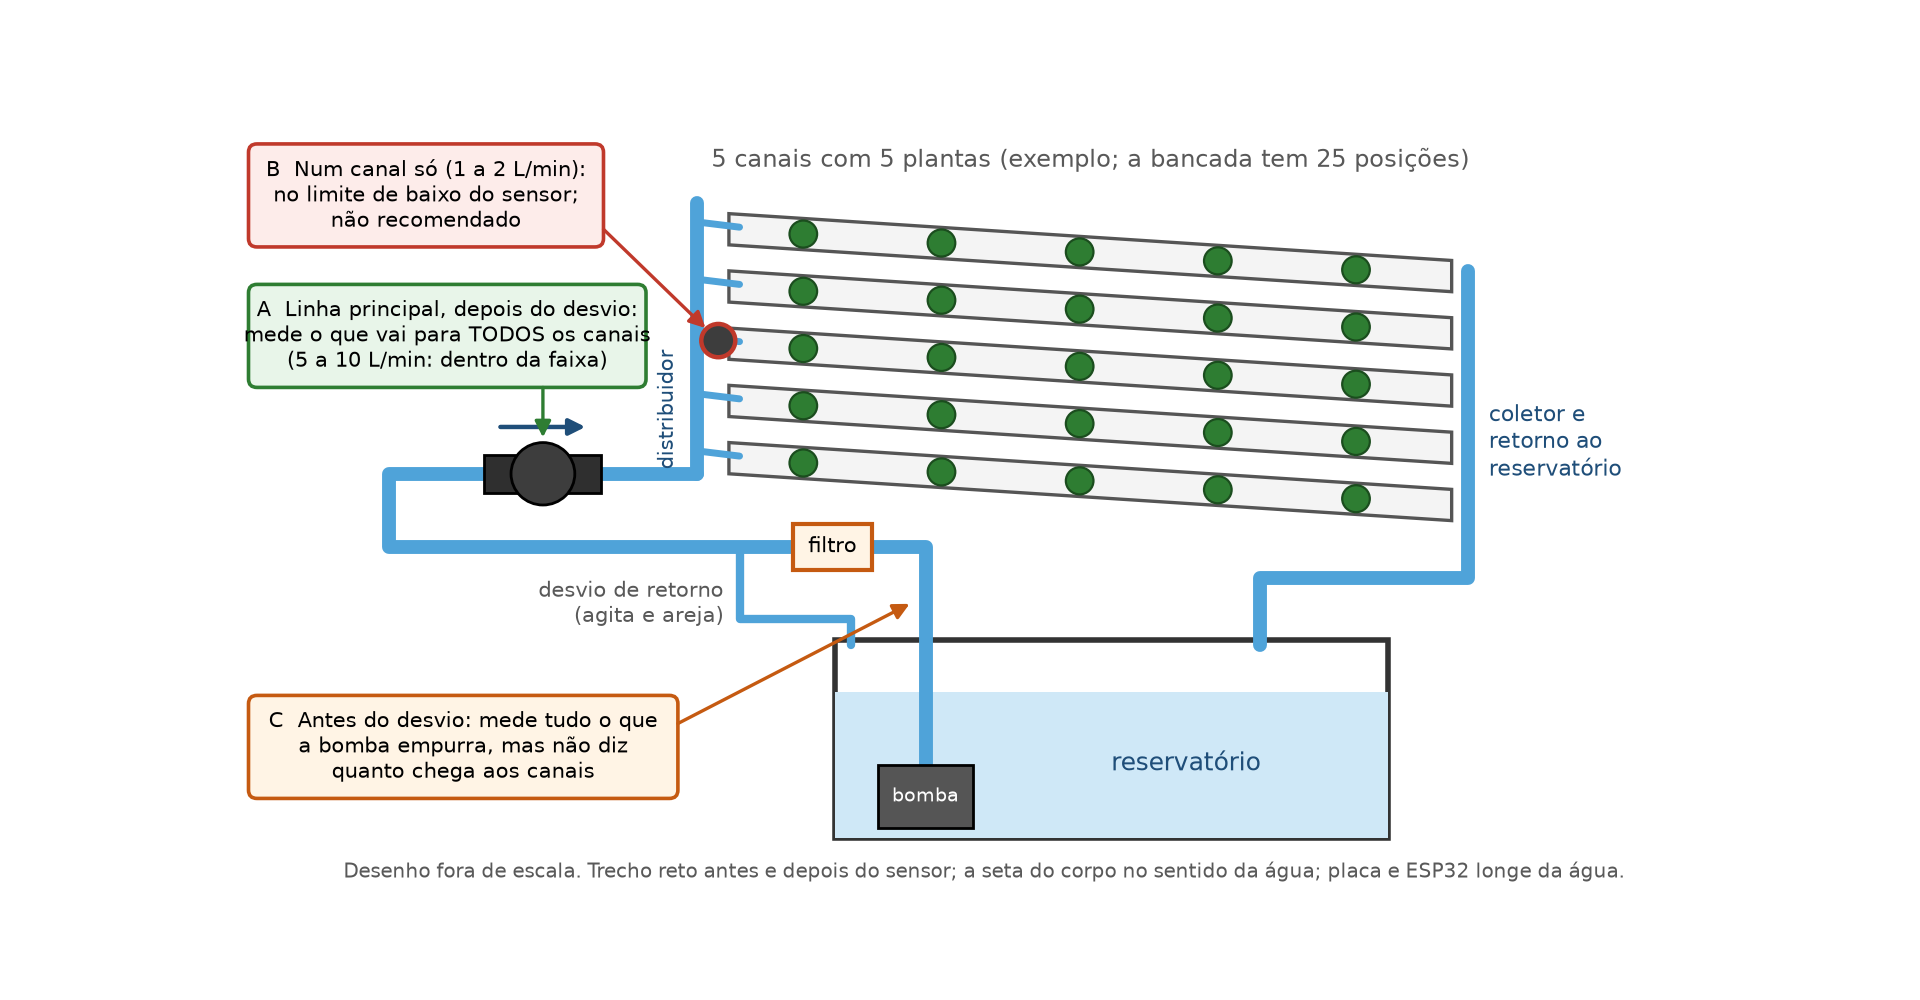 5 canais com 5 plantas (exemplo; a bancada tem 25 posições)
B  Num canal só (1 a 2 L/min):
no limite de baixo do sensor;
não recomendado
A  Linha principal, depois do desvio:
mede o que vai para TODOS os canais
(5 a 10 L/min: dentro da faixa)
distribuidor
coletor e
retorno ao
reservatório
filtro
desvio de retorno
(agita e areja)
C  Antes do desvio: mede tudo o que
a bomba empurra, mas não diz
quanto chega aos canais
reservatório
bomba
Desenho fora de escala. Trecho reto antes e depois do sensor; a seta do corpo no sentido da água; placa e ESP32 longe da água.